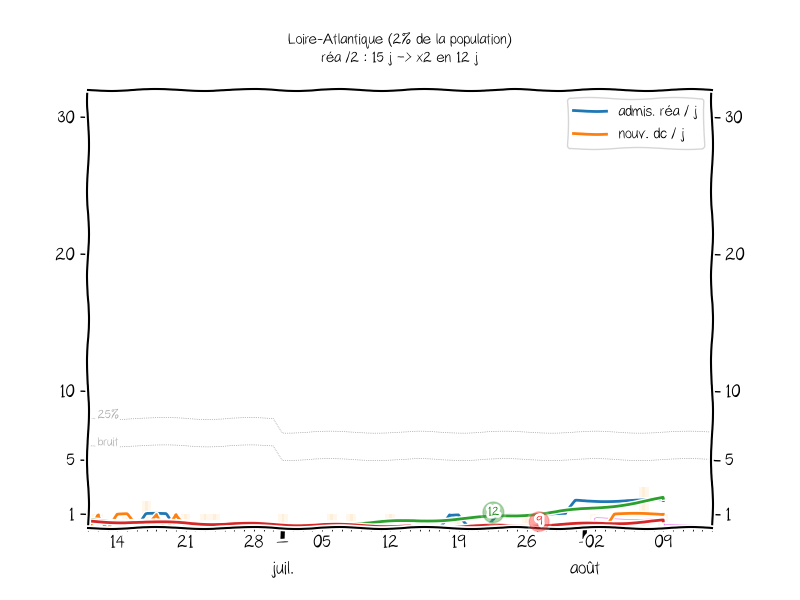 Loire-Atlantique (2% de la population)
réa /2 : 15 j -> x2 en 12 j
admis. réa / j
nouv. dc / j
30
30
20
20
10
10
25%
bruit
5
5
12
9
1
1
14 21 28 05 12 19 26 02 09
juil. août